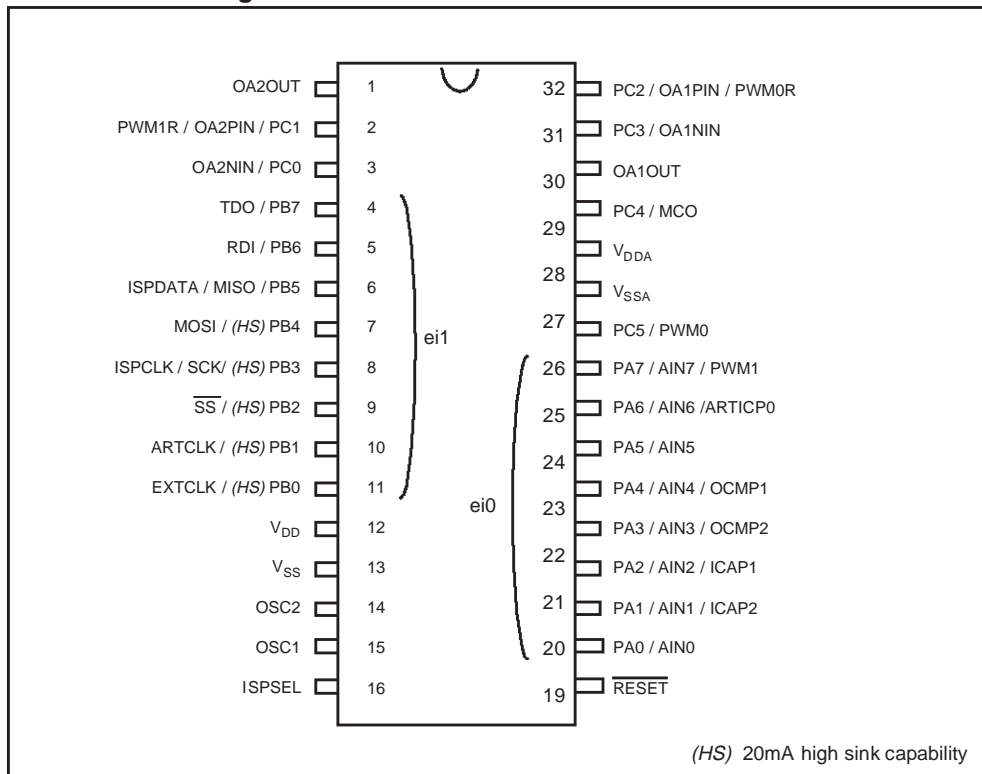 OA2OUT 1
PWM1R / OA2PIN / PC1 2
OA2NIN / PC0 3
TDO / PB7 4
RDI / PB6 5
ISPDATA / MISO / PB5 6
MOSI / (HS) PB4 7
ISPCLK / SCK/ (HS) PB3 8
SS / (HS) PB2 9
ARTCLK / (HS) PB1 10
EXTCLK / (HS) PB0 11
VDD 12
VSS 13
OSC2 14
OSC1 15
ISPSEL 16
ei1
ei0
32
31
30
29
28
27
26
25
24
23
22
21
20
19
PC2 / OA1PIN / PWM0R
PC3 / OA1NIN
OA1OUT
PC4 / MCO
VDDA
VSSA
PC5 / PWM0
PA7 / AIN7 / PWM1
PA6 / AIN6 /ARTICP0
PA5 / AIN5
PA4 / AIN4 / OCMP1
PA3 / AIN3 / OCMP2
PA2 / AIN2 / ICAP1
PA1 / AIN1 / ICAP2
PA0 / AIN0
RESET
(HS) 20mA high sink capability